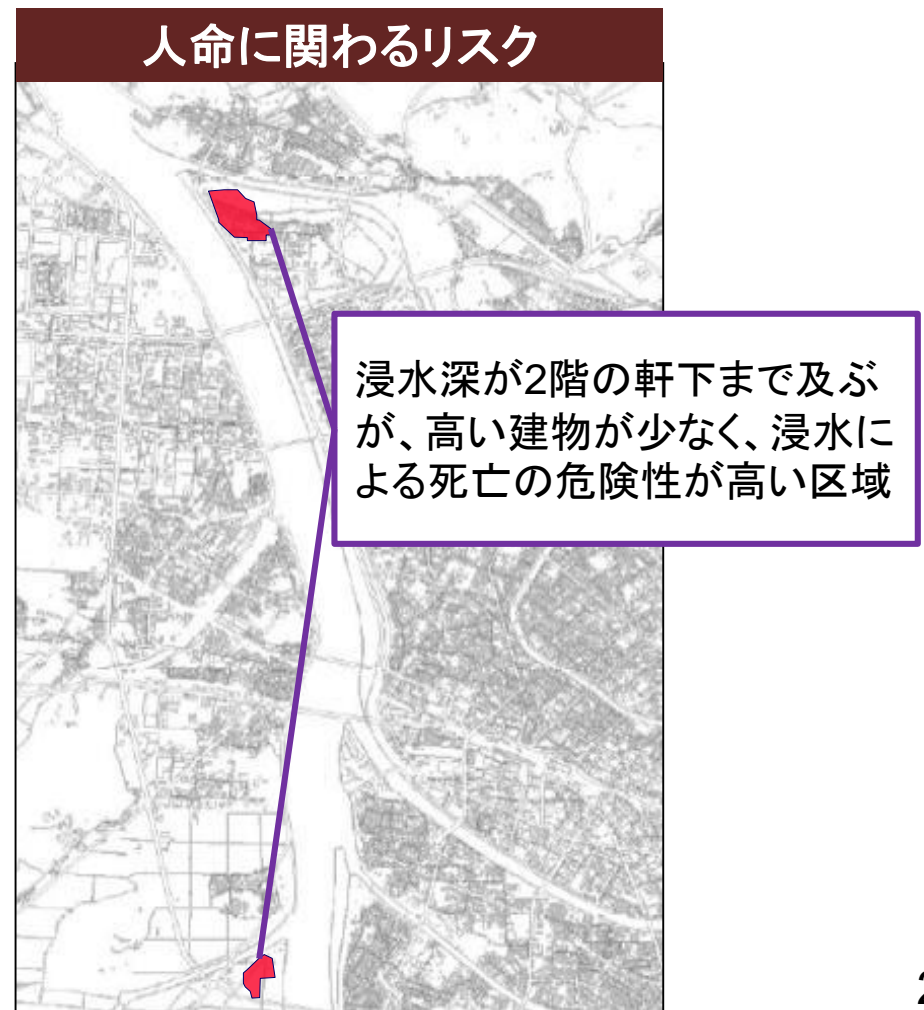 人命に関わるリスク
浸水深が2階の軒下まで及ぶ
が、高い建物が少なく、浸水に
よる死亡の危険性が高い区域